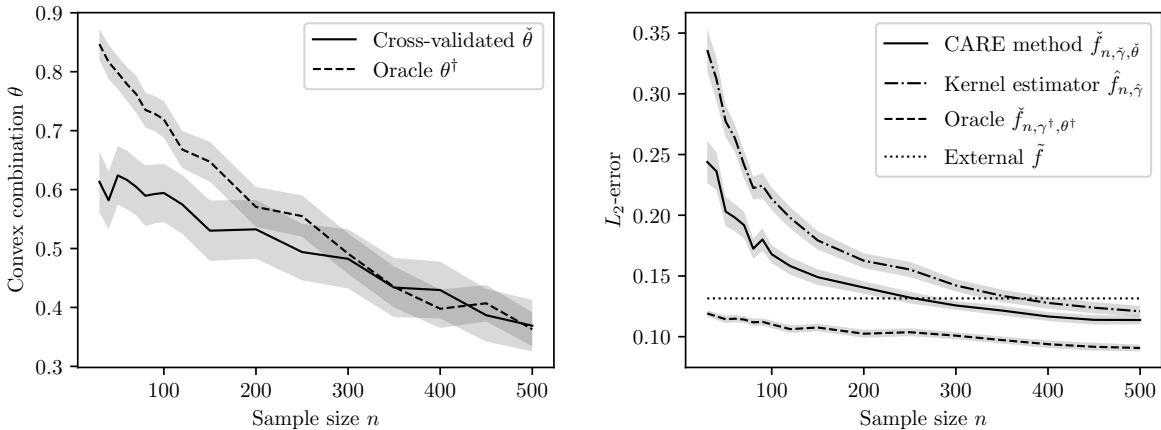 0.9
0.8
0.7
0.6
0.5
0.4
0.3
Convex combination θ
Cross-validated θ̌
Oracle θ†
100
200
300
400
500
Sample size n
0.35
0.30
0.25
0.20
0.15
0.10
L₂-error
CARE method f̌ₙ,γ̌,θ̌
Kernel estimator f̂ₙ,γ̂
Oracle f̌ₙ,γ†,θ†
External f̃
100
200
300
400
500
Sample size n